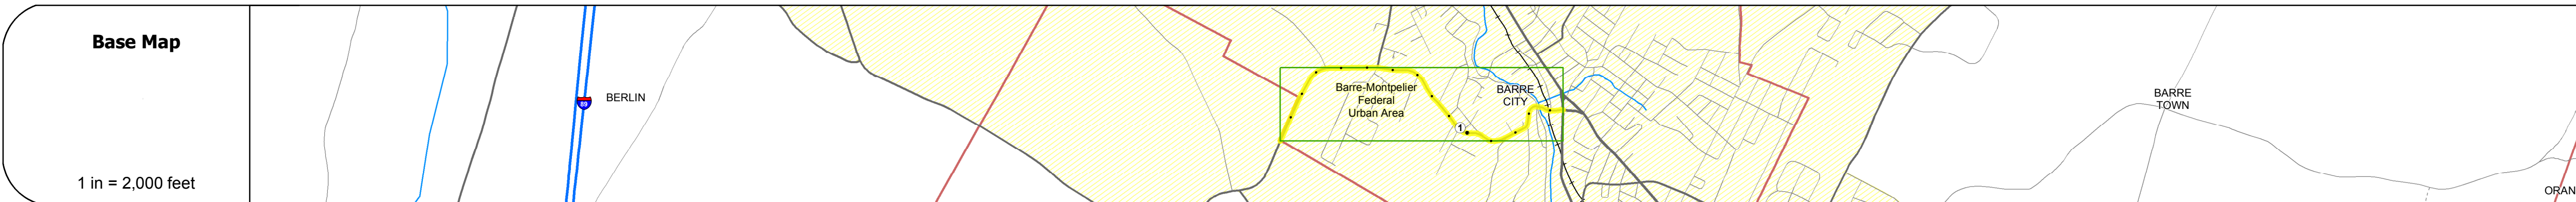 Base Map
1 in = 2,000 feet
89
BERLIN
Barre-Montpelier
Federal
Urban Area
1
BARRE
CITY
BARRE
TOWN
ORAN